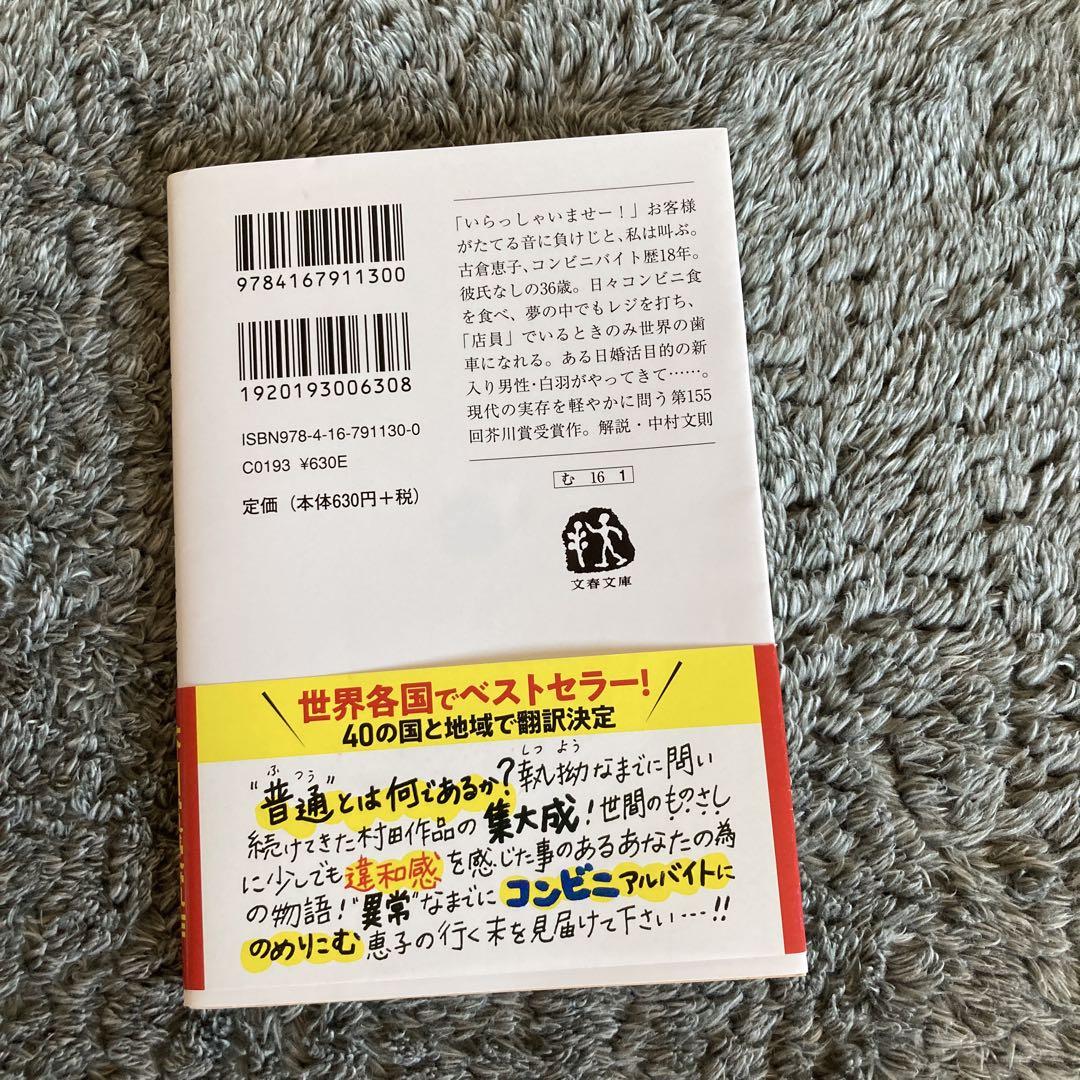 9784167911300
1920193006308
ISBN978-4-16-791130-0
C0193 ¥630E
定価（本体630円＋税）
「いらっしゃいませー！」お客様
がたてる音に負けじと、私は叫ぶ。
古倉恵子、コンビニバイト歴18年。
彼氏なしの36歳。日々コンビニ食
を食べ、夢の中でもレジを打ち、
「店員」でいるときのみ世界の歯
車になれる。ある日婚活目的の新
入り男性・白羽がやってきて……。
現代の実存を軽やかに問う第155
回芥川賞受賞作。解説・中村文則
む 16 1
文春文庫
世界各国でベストセラー！
40の国と地域で翻訳決定
ふ つう しつ よう
“普通”とは何であるか？執拗なまでに問い
続けてきた村田作品の集大成！世間のものさし
に少しでも違和感を感じた事のあるあなたの為
の物語！“異常”なまでにコンビニアルバイトに
のめりこむ恵子の行く末を見届けて下さい…!!